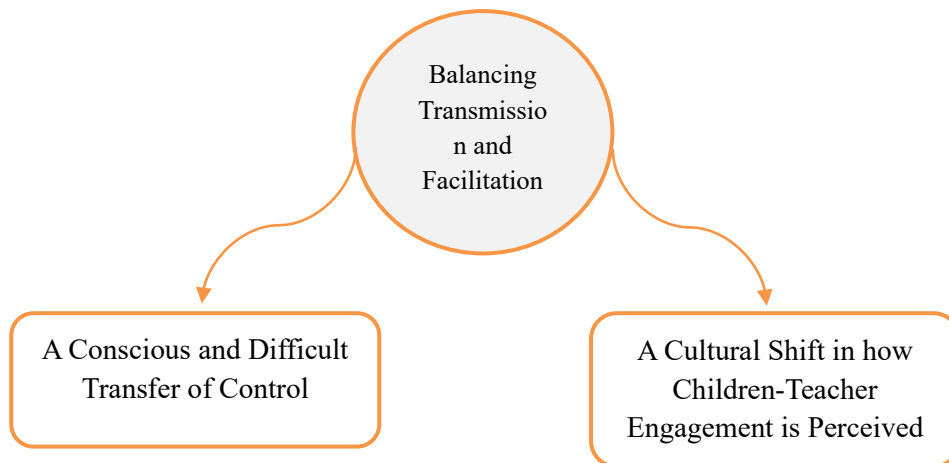 Balancing
Transmissio
n and
Facilitation
A Conscious and Difficult
Transfer of Control
A Cultural Shift in how
Children-Teacher
Engagement is Perceived